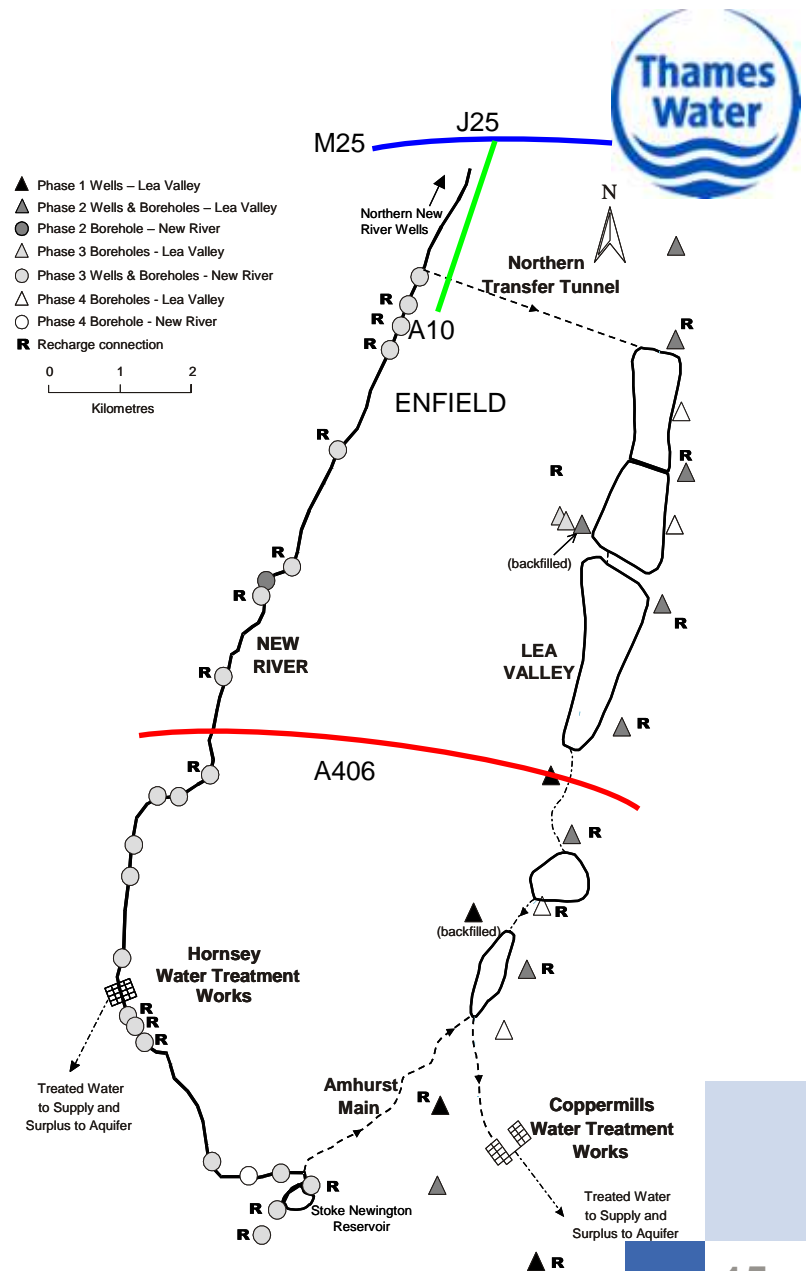 Thames
Water
J25
M25
Phase 1 Wells – Lea Valley
Phase 2 Wells & Boreholes – Lea Valley
Phase 2 Borehole – New River
Phase 3 Boreholes - Lea Valley
Phase 3 Wells & Boreholes - New River
Phase 4 Boreholes - Lea Valley
Phase 4 Borehole - New River
R Recharge connection
0 1 2
Kilometres
Northern New
River Wells
N
Northern
Transfer Tunnel
R
R
R
R
A10
ENFIELD
R
R
R
(backfilled)
R
R
R
NEW
RIVER
LEA
VALLEY
R
R
R
A406
R
R
(backfilled)
R
Hornsey
Water Treatment
Works
R
R
R
Treated Water
to Supply and
Surplus to Aquifer
Amhurst
Main
R
Coppermills
Water Treatment
Works
R
R
Stoke Newington
Reservoir
R
Treated Water
to Supply and
Surplus to Aquifer
R